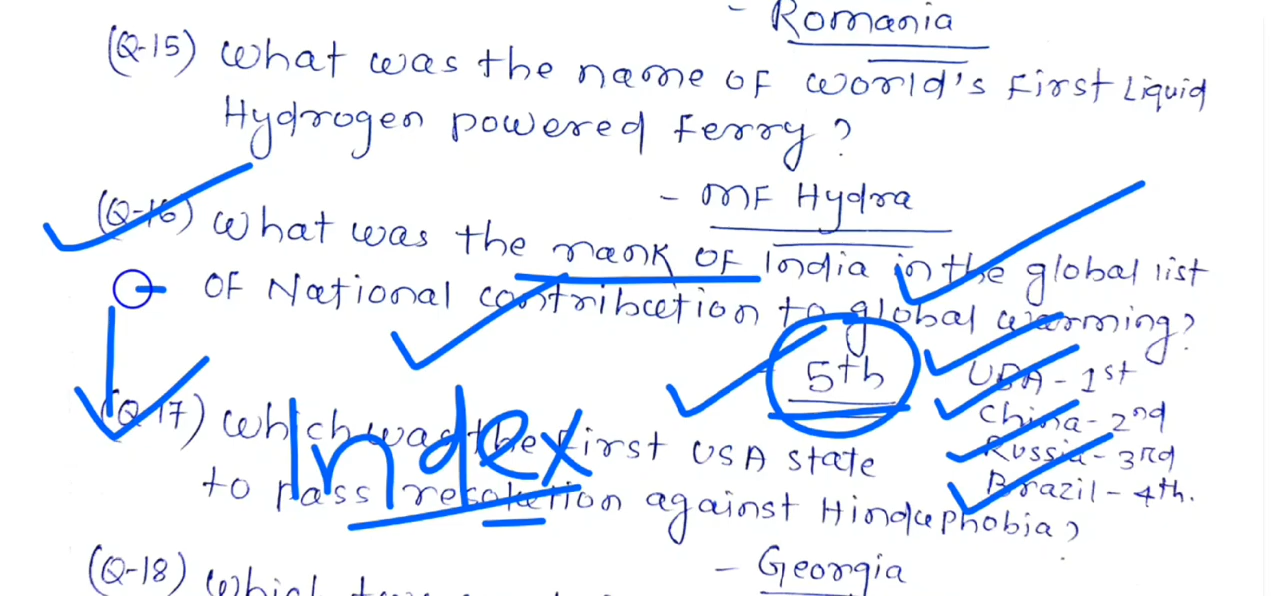 - Romania
(Q-15) What was the name of world's First Liquid
Hydrogen powered Ferry?
- MF Hydra
(Q-16) What was the rank of India in the global list
of National contribution to global warming?
5th
USA - 1st
China - 2nd
Russia - 3rd
Brazil - 4th.
Index
(Q-17) which was the First USA state
to pass resolution against Hinduphobia?
- Georgia
(Q-18) Which